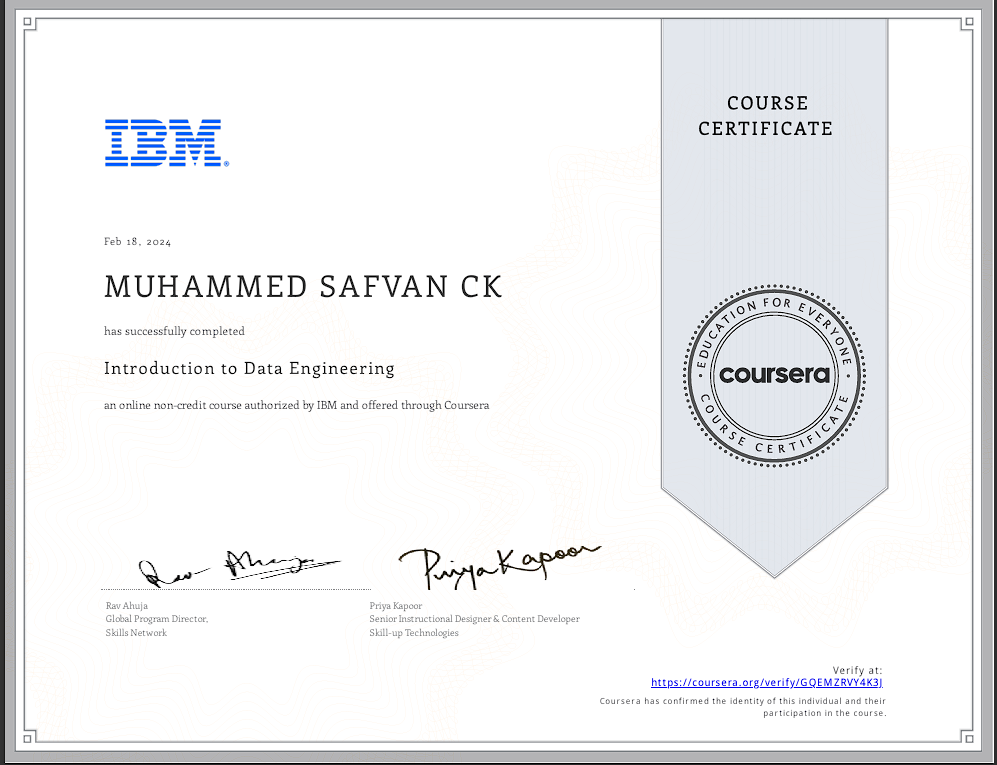 COURSE
CERTIFICATE
IBM®
Feb 18, 2024
MUHAMMED SAFVAN CK
has successfully completed
Introduction to Data Engineering
an online non-credit course authorized by IBM and offered through Coursera
EDUCATION FOR EVERYONE
coursera
COURSE CERTIFICATE
Rav Ahuja
Priya Kapoor
Rav Ahuja
Global Program Director,
Skills Network
Priya Kapoor
Senior Instructional Designer & Content Developer
Skill-up Technologies
Verify at:
https://coursera.org/verify/GQEMZRVY4K3J
Coursera has confirmed the identity of this individual and their
participation in the course.